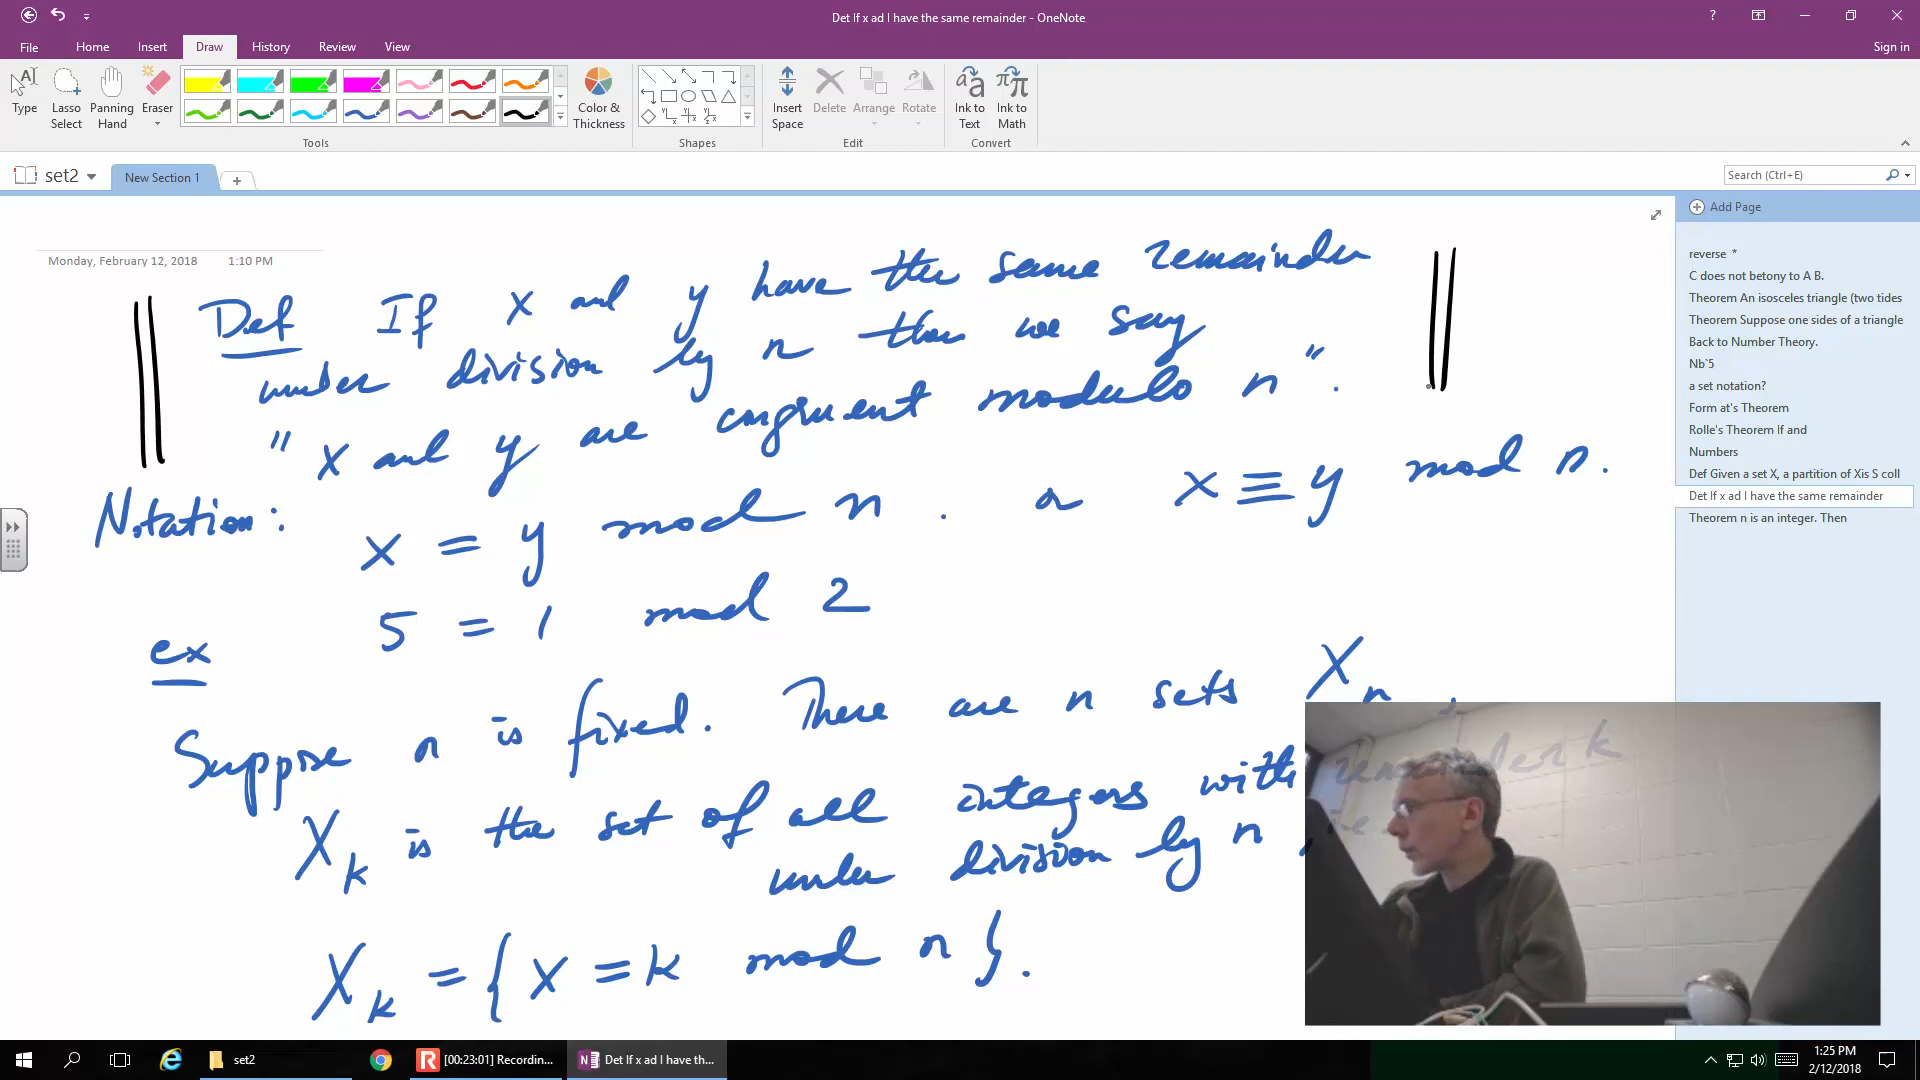 Det If x ad I have the same remainder - OneNote
File Home Insert Draw History Review View
Sign in
Type
Lasso Select
Panning Hand
Eraser
Color & Thickness
Insert Space
Delete
Arrange
Rotate
Ink to Text
Ink to Math
Tools
Shapes
Edit
Convert
set2
New Section 1
Search (Ctrl+E)
Add Page
reverse *
C does not betony to A B.
Theorem An isosceles triangle (two tides
Theorem Suppose one sides of a triangle
Back to Number Theory.
Nb`5
a set notation?
Form at's Theorem
Rolle's Theorem If and
Numbers
Def Given a set X, a partition of Xis S coll
Det If x ad I have the same remainder
Theorem n is an integer. Then
Monday, February 12, 2018 1:10 PM
Def If x and y have the same remainder
under division by n then we say
"x and y are congruent modulo n".
Notation: x = y mod n. or x ≡ y mod n.
ex 5 = 1 mod 2
Suppose n is fixed. There are n sets X_n,
X_k is the set of all integers with remainder k
under division by n
X_k = { x = k mod n }.
set2
[00:23:01] Recordin...
Det If x ad I have th...
1:25 PM
2/12/2018